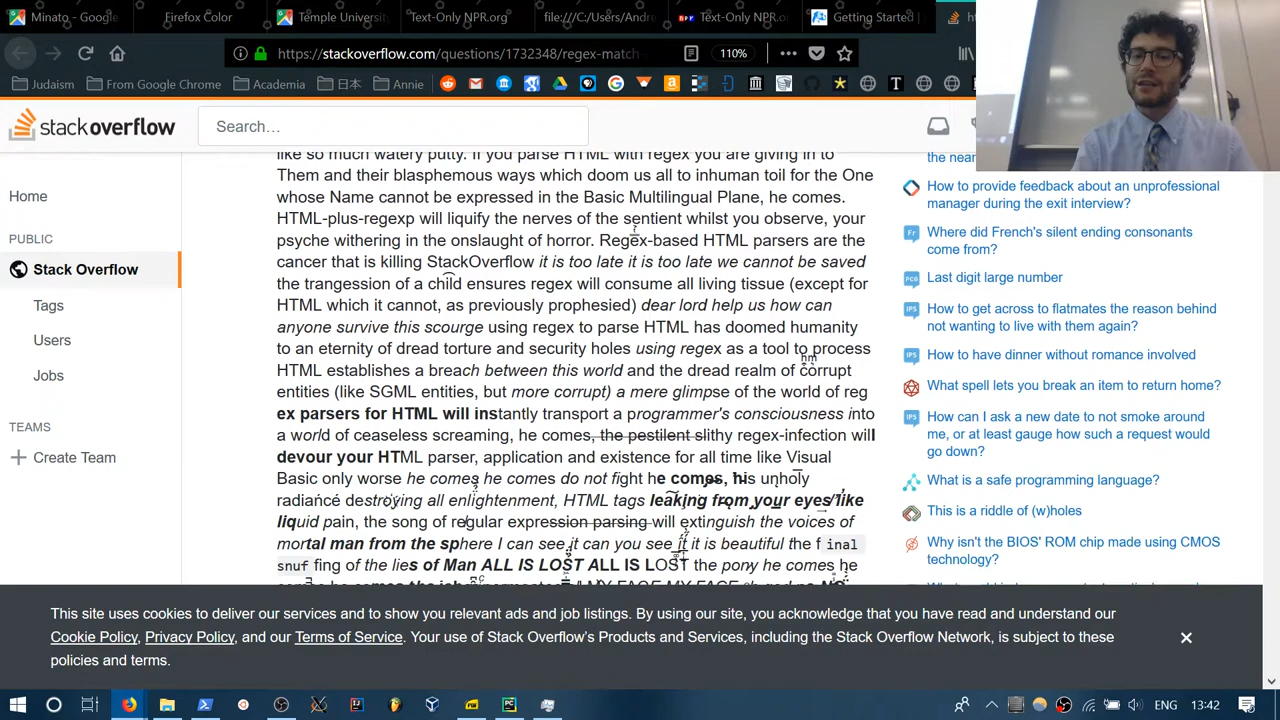 Minato - Google
Firefox Color
Temple Universit
Text-Only NPR.org
file:///C:/Users/Andre
Text-Only NPR.o
Getting Started
https://stackoverflow.com/questions/1732348/regex-match-
110%
Judaism
From Google Chrome
Academia
日本
Annie
stackoverflow
Search…
like so much watery putty. If you parse HTML with regex you are giving in to
Them and their blasphemous ways which doom us all to inhuman toil for the One
whose Name cannot be expressed in the Basic Multilingual Plane, he comes.
HTML-plus-regexp will liquify the nerves of the sentient whilst you observe, your
psyche withering in the onslaught of horror. Regex-based HTML parsers are the
cancer that is killing StackOverflow it is too late it is too late we cannot be saved
the trangession of a child ensures regex will consume all living tissue (except for
HTML which it cannot, as previously prophesied) dear lord help us how can
anyone survive this scourge using regex to parse HTML has doomed humanity
to an eternity of dread torture and security holes using regex as a tool to process
HTML establishes a breach between this world and the dread realm of corrupt
entities (like SGML entities, but more corrupt) a mere glimpse of the world of reg
ex parsers for HTML will instantly transport a programmer's consciousness into
a world of ceaseless screaming, he comes, the pestilent slithy regex-infection will
devour your HTML parser, application and existence for all time like Visual
Basic only worse he comes he comes do not fight he comes, his unholy
radiancé destroying all enlightenment, HTML tags leaking from your eyes/like
liquid pain, the song of regular expression parsing will extinguish the voices of
mortal man from the sphere I can see it can you see it it is beautiful the f inal
snuf fing of the lies of Man ALL IS LOST ALL IS LOST the pony he comes he
Home
PUBLIC
Stack Overflow
Tags
Users
Jobs
TEAMS
Create Team
the near
How to provide feedback about an unprofessional
manager during the exit interview?
Where did French's silent ending consonants
come from?
Last digit large number
How to get across to flatmates the reason behind
not wanting to live with them again?
How to have dinner without romance involved
What spell lets you break an item to return home?
How can I ask a new date to not smoke around
me, or at least gauge how such a request would
go down?
What is a safe programming language?
This is a riddle of (w)holes
Why isn't the BIOS' ROM chip made using CMOS
technology?
This site uses cookies to deliver our services and to show you relevant ads and job listings. By using our site, you acknowledge that you have read and understand our
Cookie Policy, Privacy Policy, and our Terms of Service. Your use of Stack Overflow's Products and Services, including the Stack Overflow Network, is subject to these
policies and terms.
ENG
13:42